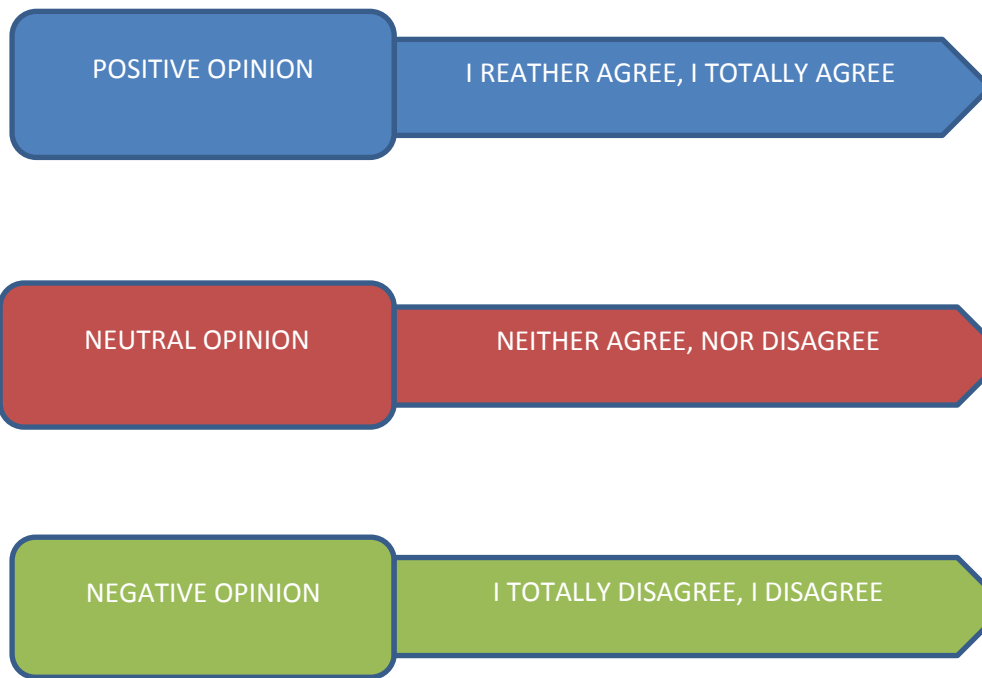 POSITIVE OPINION
I REATHER AGREE, I TOTALLY AGREE
NEUTRAL OPINION
NEITHER AGREE, NOR DISAGREE
NEGATIVE OPINION
I TOTALLY DISAGREE, I DISAGREE